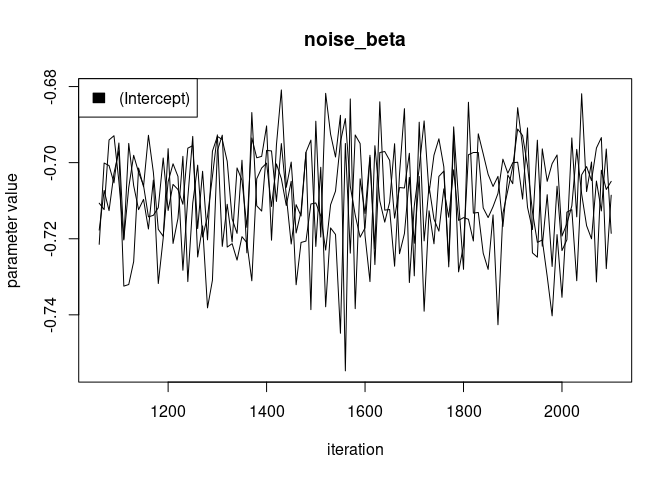 noise_beta
(Intercept)
parameter value
-0.68
-0.70
-0.72
-0.74
1200 1400 1600 1800 2000
iteration